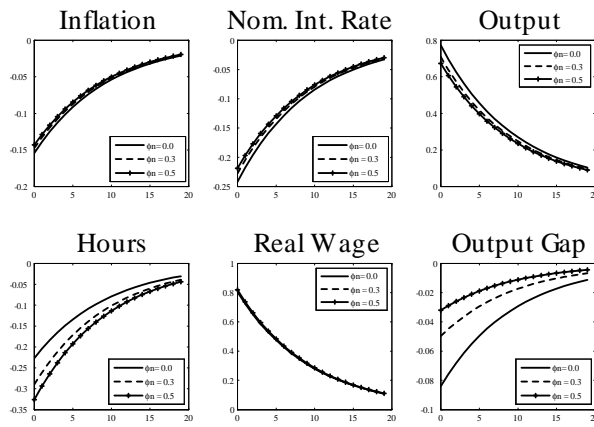 Inflation
0
-0.05
-0.1
-0.15
-0.2
0 5 10 15 20
ϕn= 0.0
ϕn = 0.3
ϕn = 0.5
Nom. Int. Rate
0
-0.05
-0.1
-0.15
-0.2
-0.25
0 5 10 15 20
ϕn= 0.0
ϕn = 0.3
ϕn = 0.5
Output
0.8
0.6
0.4
0.2
0
0 5 10 15 20
ϕn= 0.0
ϕn = 0.3
ϕn = 0.5
Hours
0
-0.05
-0.1
-0.15
-0.2
-0.25
-0.3
-0.35
0 5 10 15 20
ϕn= 0.0
ϕn = 0.3
ϕn = 0.5
Real Wage
1
0.8
0.6
0.4
0.2
0
0 5 10 15 20
ϕn= 0.0
ϕn = 0.3
ϕn = 0.5
Output Gap
0
-0.02
-0.04
-0.06
-0.08
-0.1
0 5 10 15 20
ϕn= 0.0
ϕn = 0.3
ϕn = 0.5